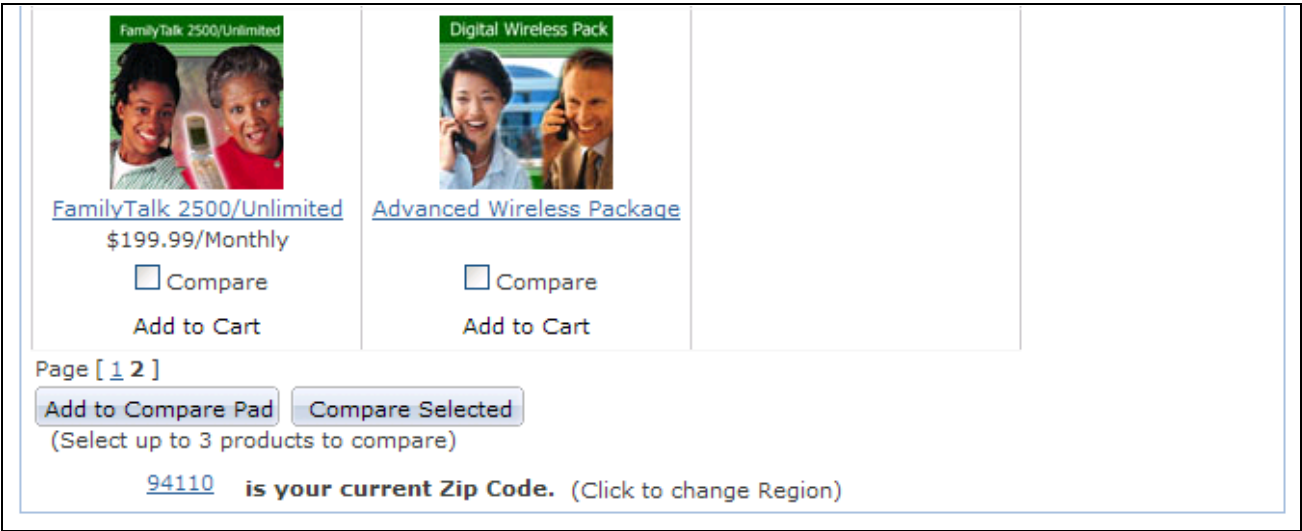 FamilyTalk 2500/Unlimited
Digital Wireless Pack
FamilyTalk 2500/Unlimited
Advanced Wireless Package
$199.99/Monthly
Compare
Compare
Add to Cart
Add to Cart
Page [ 1 2 ]
Add to Compare Pad
Compare Selected
(Select up to 3 products to compare)
94110 is your current Zip Code. (Click to change Region)